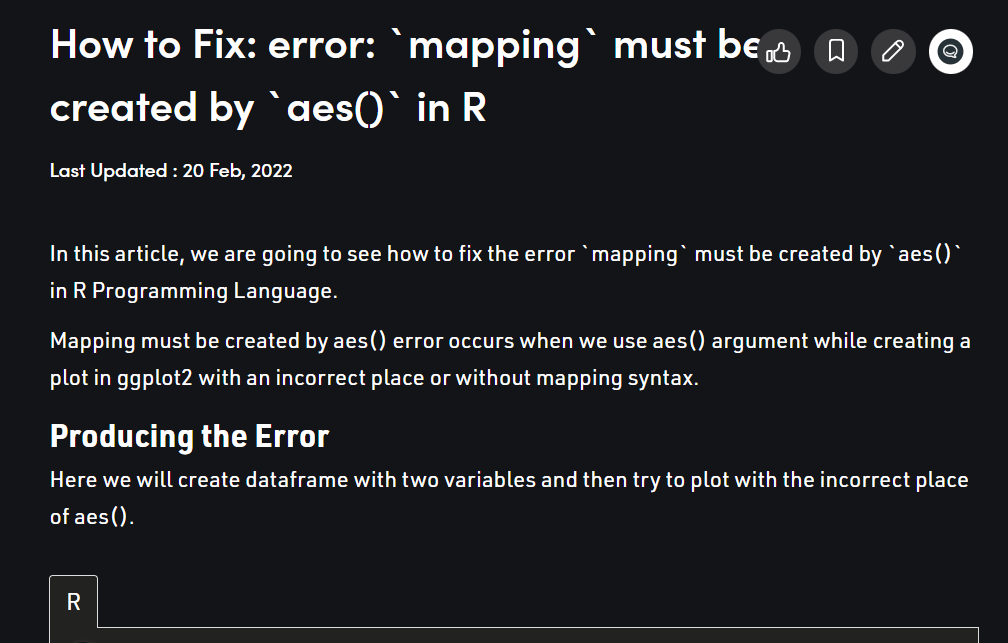 How to Fix: error: `mapping` must be
created by `aes()` in R
Last Updated : 20 Feb, 2022
In this article, we are going to see how to fix the error `mapping` must be created by `aes()`
in R Programming Language.
Mapping must be created by aes() error occurs when we use aes() argument while creating a
plot in ggplot2 with an incorrect place or without mapping syntax.
Producing the Error
Here we will create dataframe with two variables and then try to plot with the incorrect place
of aes().
R